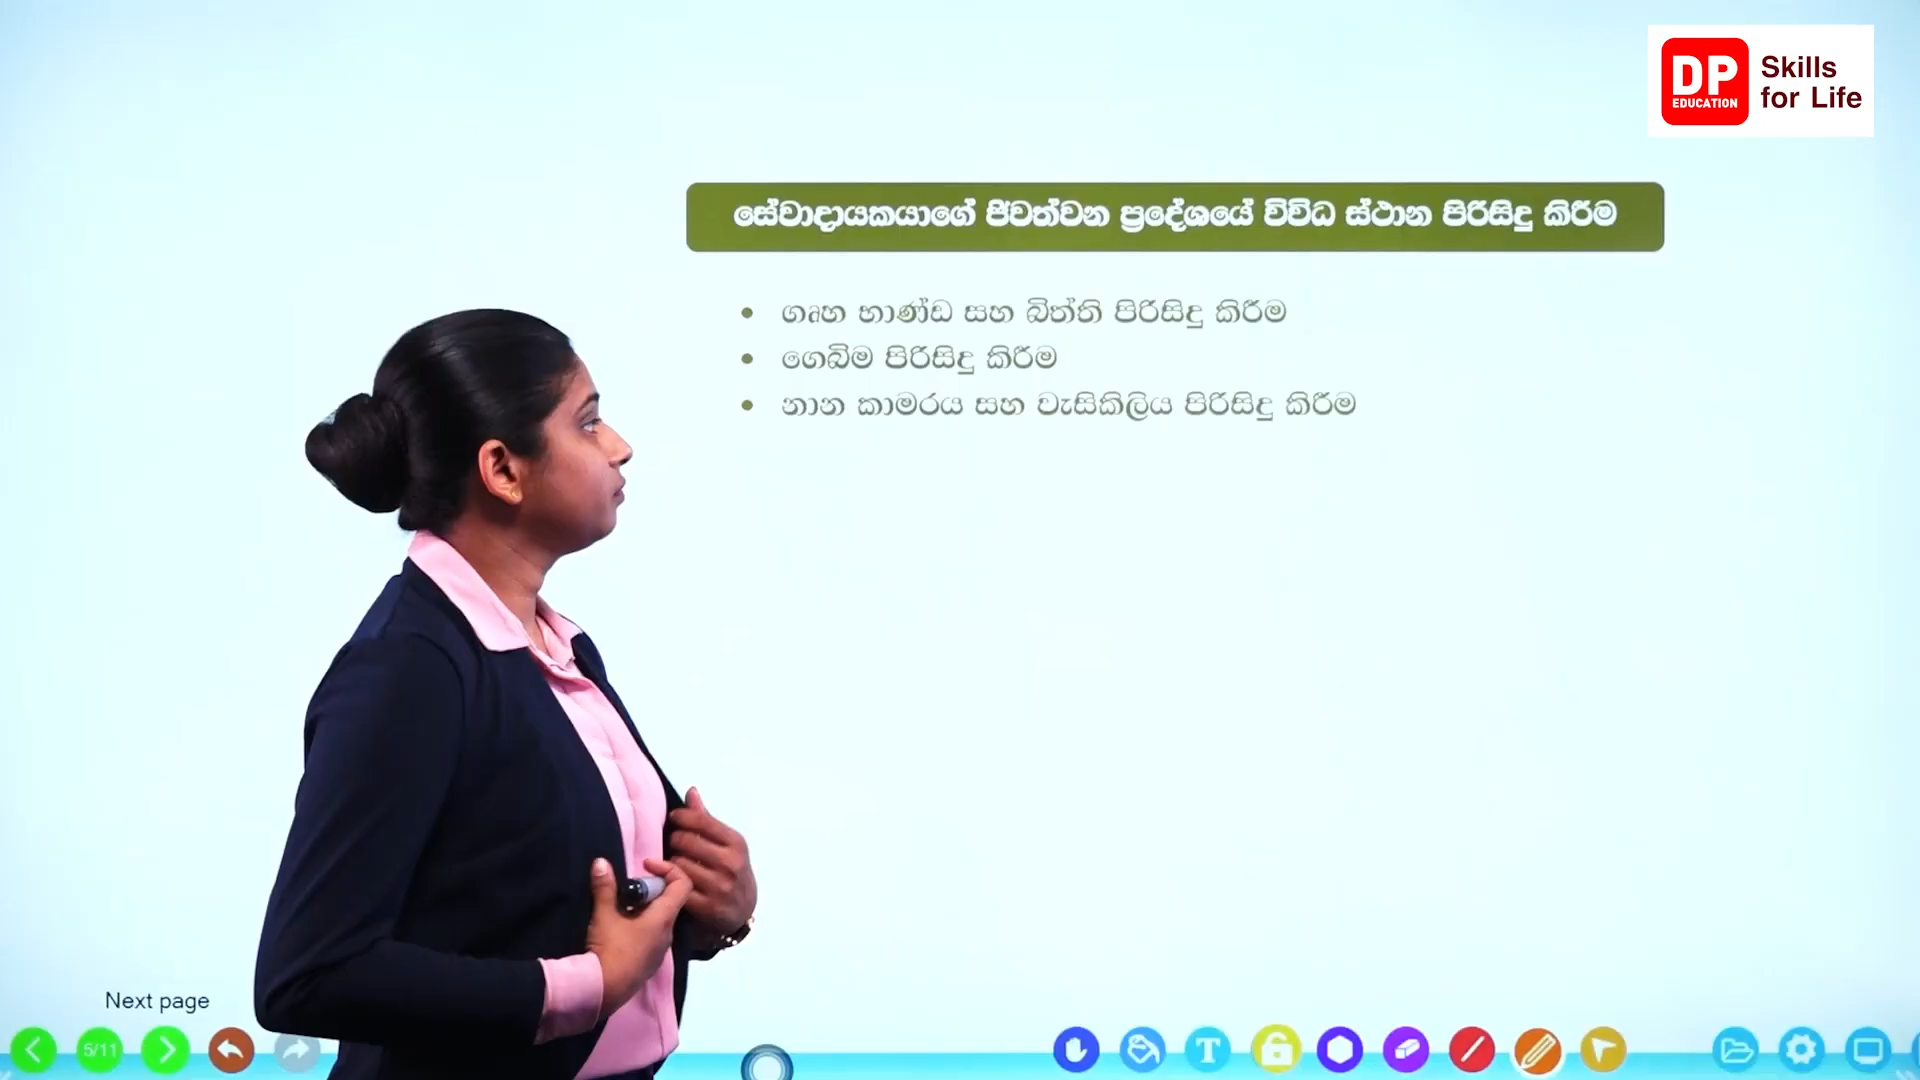 DP
EDUCATION
Skills
for Life
සේවාදායකයාගේ ජීවත්වන ප්‍රදේශයේ විවිධ ස්ථාන පිරිසිදු කිරීම
• ගෘහ භාණ්ඩ සහ බිත්ති පිරිසිදු කිරීම
• ගෙබිම පිරිසිදු කිරීම
• නාන කාමරය සහ වැසිකිලිය පිරිසිදු කිරීම
Next page
5/11
T